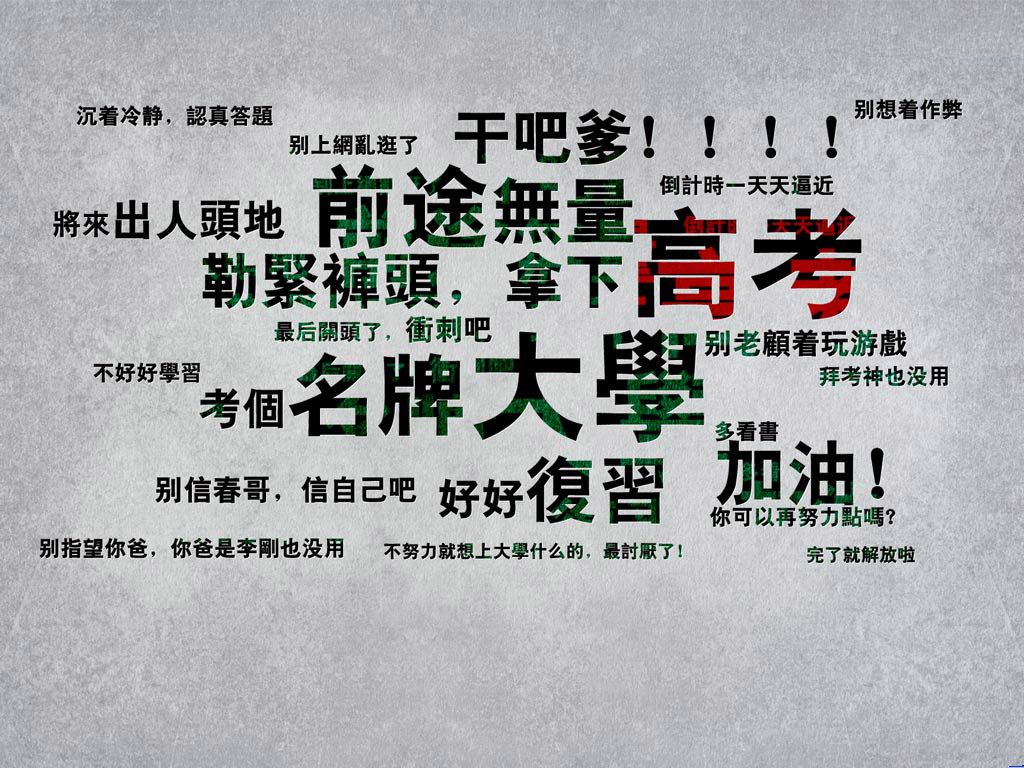 沉着冷静，認真答題
别想着作弊
别上網亂逛了
干吧爹！！！！
倒計時一天天逼近
將來出人頭地
前途無量
勒緊褲頭，拿下高考
最后關頭了，衝刺吧
别老顧着玩游戲
不好好學習
拜考神也没用
考個名牌大學
多看書
加油！
别信春哥，信自己吧
好好復習
你可以再努力點嗎？
别指望你爸，你爸是李剛也没用
不努力就想上大學什么的，最討厭了！
完了就解放啦